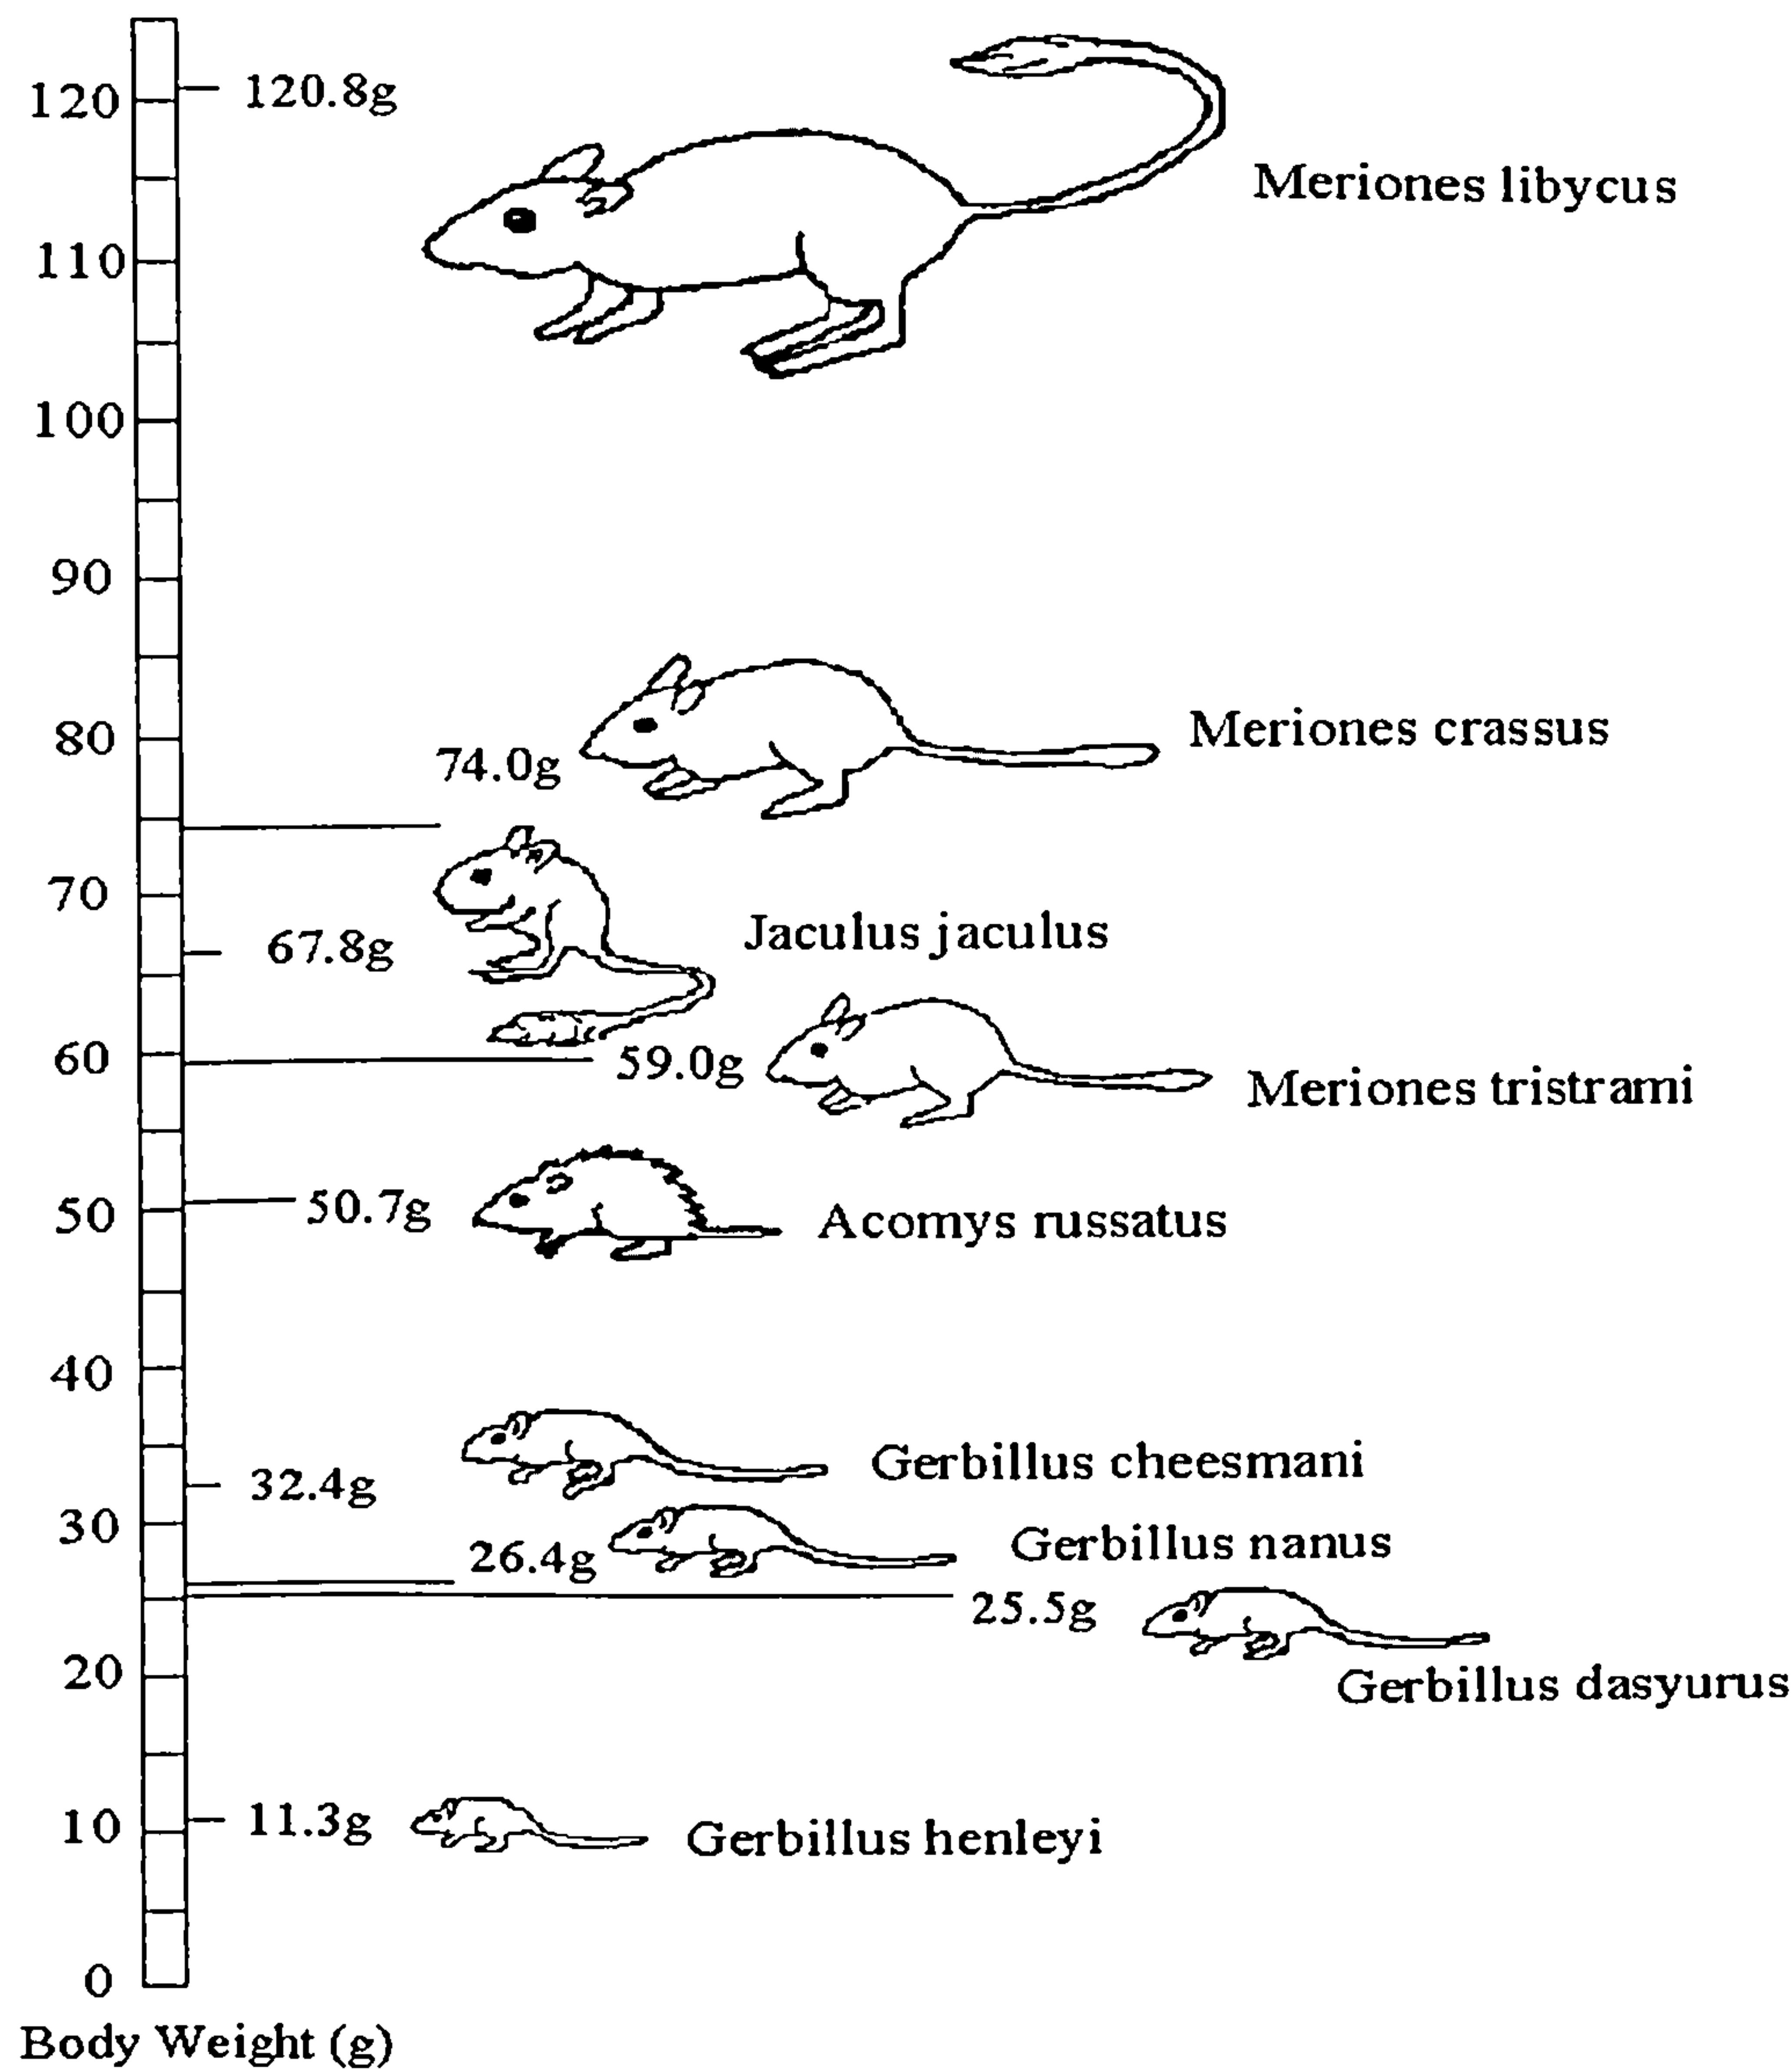 120
120.8g
Meriones libycus
110
100
90
80
Meriones crassus
74.0g
70
67.8g
Jaculus jaculus
60
59.0g
Meriones tristrami
50
50.7g
Acomys russatus
40
Gerbillus cheesmani
32.4g
30
26.4g
Gerbillus nanus
25.5g
20
Gerbillus dasyurus
10
11.3g
Gerbillus henleyi
0
Body Weight (g)